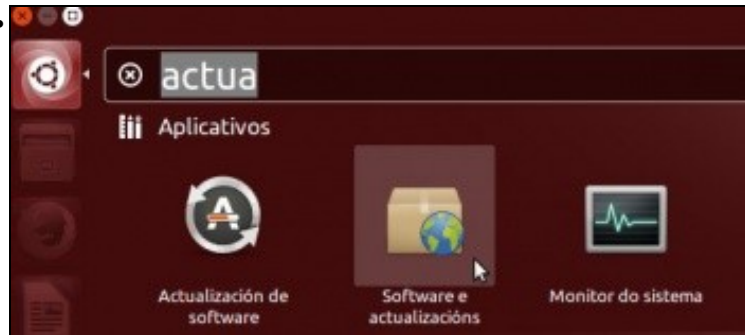 actua
Aplicativos
Actualización de
software
Software e
actualizacións
Monitor do sistema